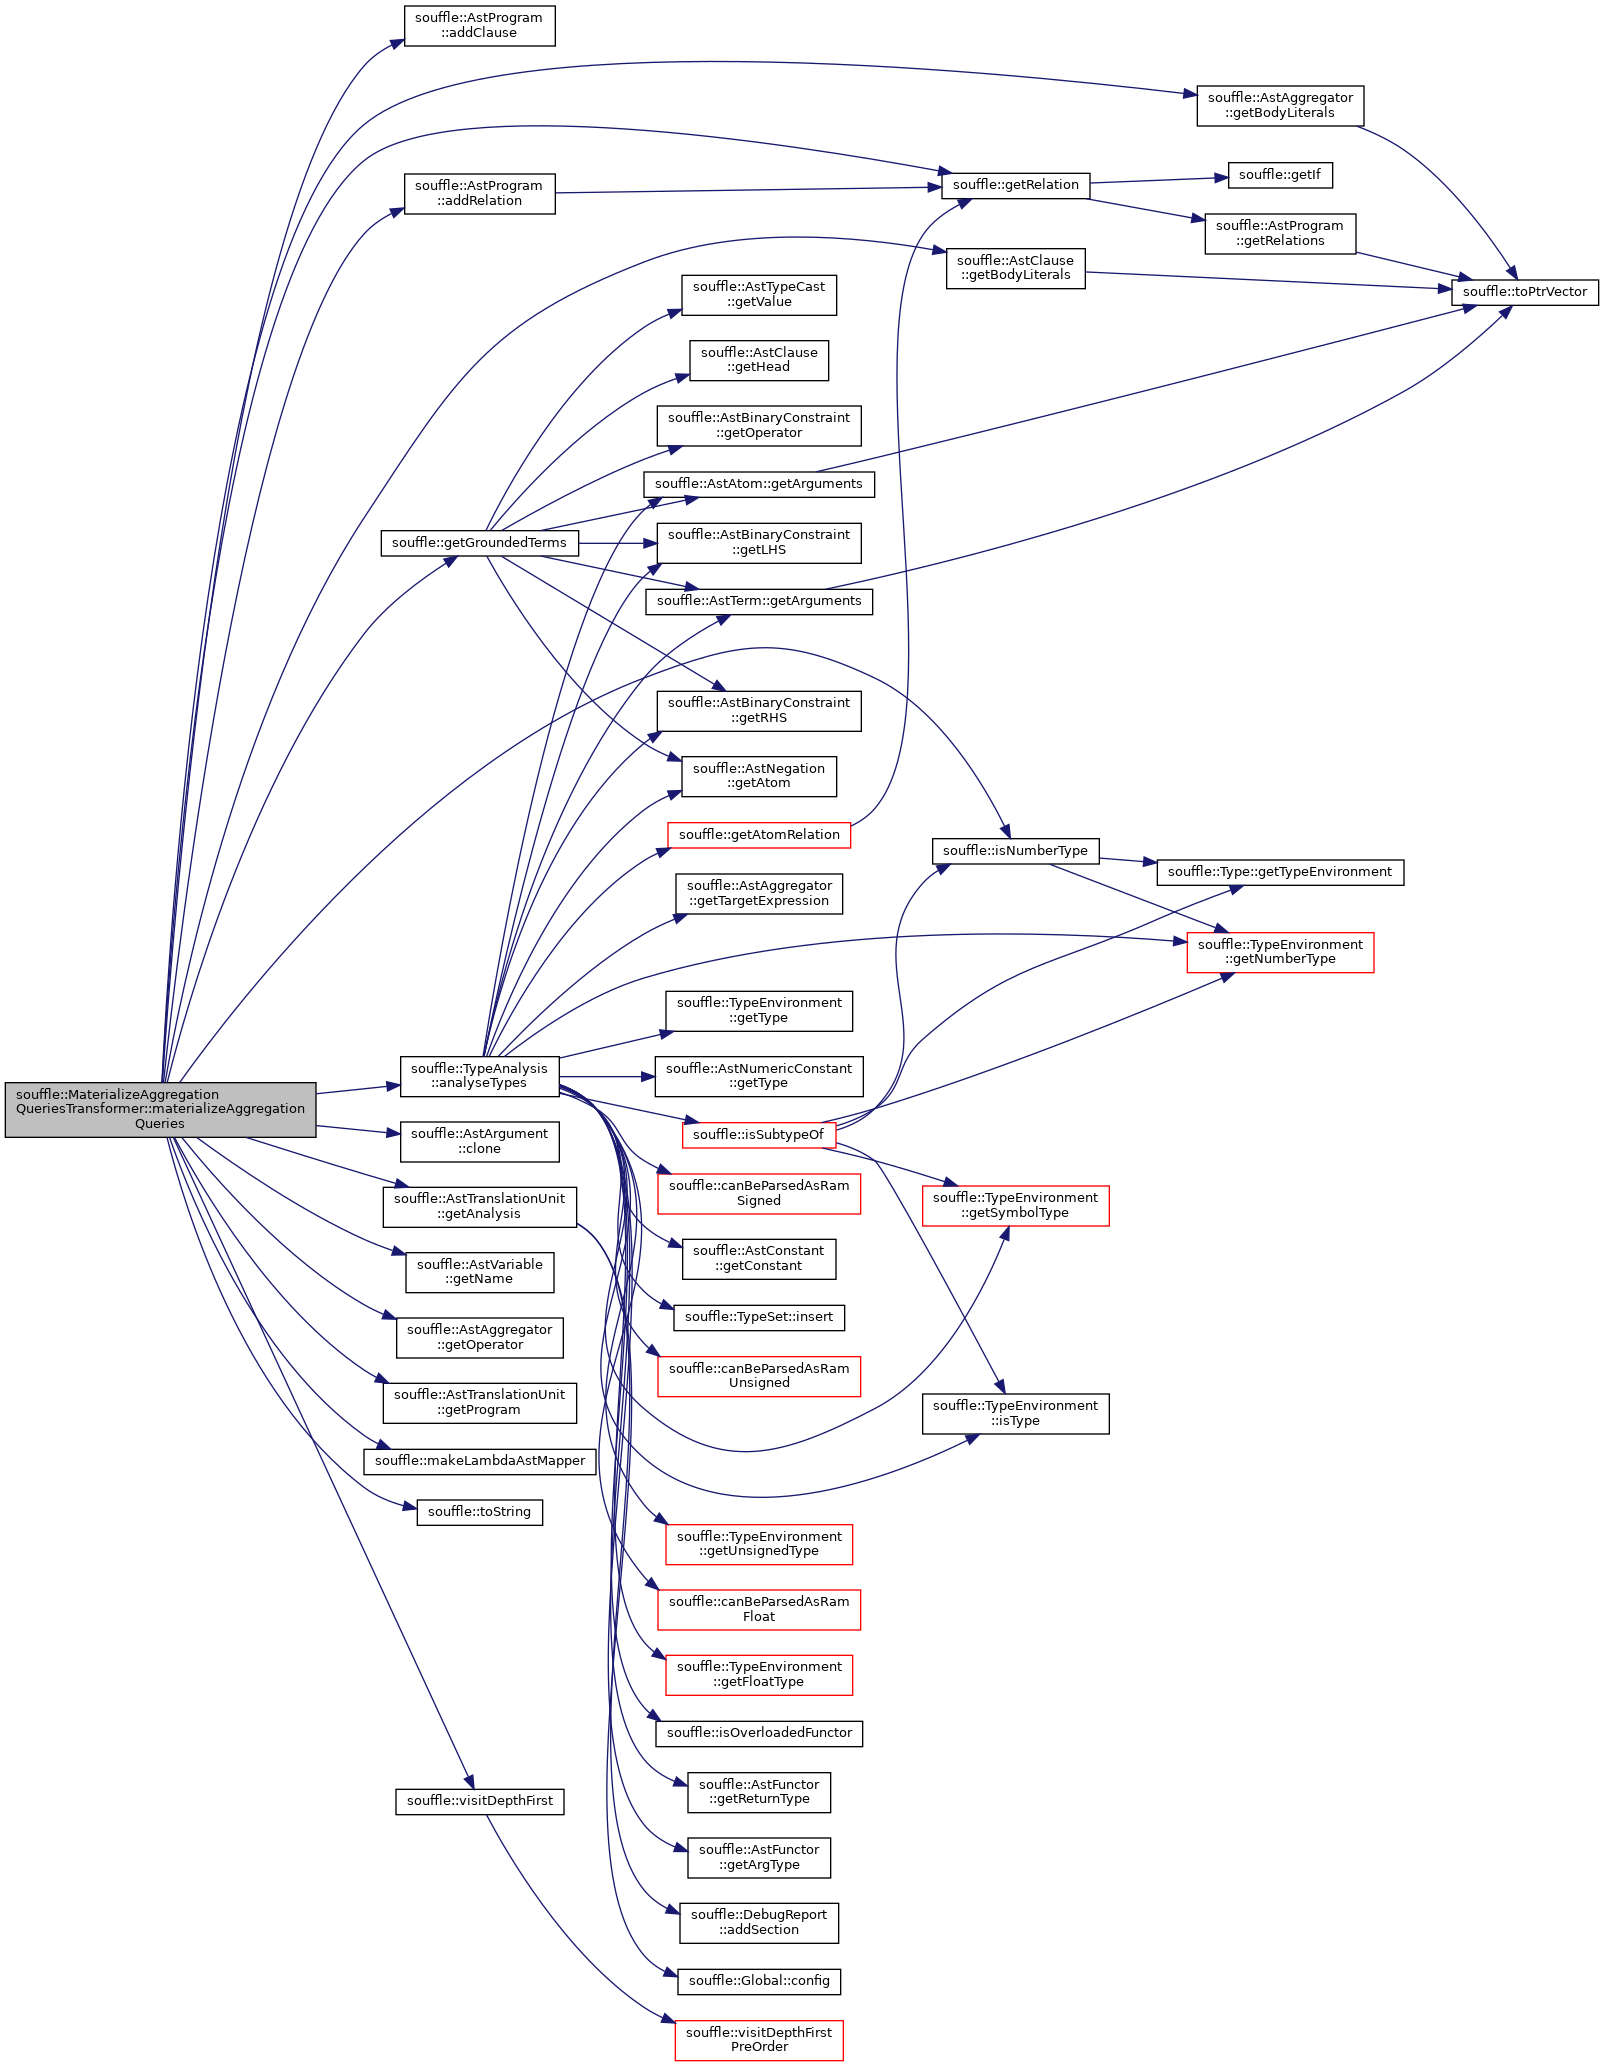 souffle::AstProgram
::addClause
souffle::AstAggregator
::getBodyLiterals
souffle::getIf
souffle::AstProgram
::addRelation
souffle::getRelation
souffle::AstProgram
::getRelations
souffle::AstClause
::getBodyLiterals
souffle::toPtrVector
souffle::AstTypeCast
::getValue
souffle::AstClause
::getHead
souffle::AstBinaryConstraint
::getOperator
souffle::AstAtom::getArguments
souffle::getGroundedTerms
souffle::AstBinaryConstraint
::getLHS
souffle::AstTerm::getArguments
souffle::AstBinaryConstraint
::getRHS
souffle::AstNegation
::getAtom
souffle::getAtomRelation
souffle::isNumberType
souffle::Type::getTypeEnvironment
souffle::AstAggregator
::getTargetExpression
souffle::TypeEnvironment
::getNumberType
souffle::TypeEnvironment
::getType
souffle::TypeAnalysis
::analyseTypes
souffle::AstNumericConstant
::getType
souffle::MaterializeAggregation
QueriesTransformer::materializeAggregation
Queries
souffle::isSubtypeOf
souffle::AstArgument
::clone
souffle::canBeParsedAsRam
Signed
souffle::AstTranslationUnit
::getAnalysis
souffle::TypeEnvironment
::getSymbolType
souffle::AstConstant
::getConstant
souffle::AstVariable
::getName
souffle::TypeSet::insert
souffle::AstAggregator
::getOperator
souffle::canBeParsedAsRam
Unsigned
souffle::AstTranslationUnit
::getProgram
souffle::TypeEnvironment
::isType
souffle::makeLambdaAstMapper
souffle::toString
souffle::TypeEnvironment
::getUnsignedType
souffle::canBeParsedAsRam
Float
souffle::TypeEnvironment
::getFloatType
souffle::isOverloadedFunctor
souffle::AstFunctor
::getReturnType
souffle::visitDepthFirst
souffle::AstFunctor
::getArgType
souffle::DebugReport
::addSection
souffle::Global::config
souffle::visitDepthFirst
PreOrder